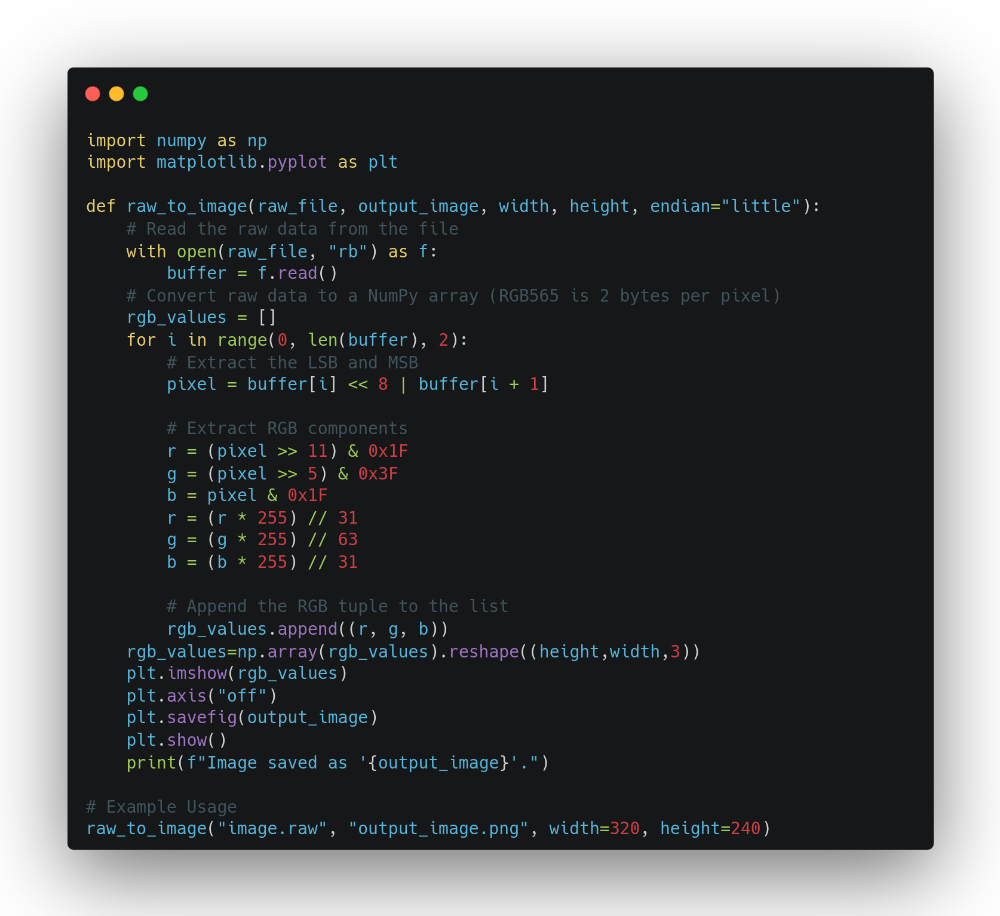 import numpy as np
import matplotlib.pyplot as plt

def raw_to_image(raw_file, output_image, width, height, endian="little"):
    # Read the raw data from the file
    with open(raw_file, "rb") as f:
        buffer = f.read()
    # Convert raw data to a NumPy array (RGB565 is 2 bytes per pixel)
    rgb_values = []
    for i in range(0, len(buffer), 2):
        # Extract the LSB and MSB
        pixel = buffer[i] << 8 | buffer[i + 1]

        # Extract RGB components
        r = (pixel >> 11) & 0x1F
        g = (pixel >> 5) & 0x3F
        b = pixel & 0x1F
        r = (r * 255) // 31
        g = (g * 255) // 63
        b = (b * 255) // 31

        # Append the RGB tuple to the list
        rgb_values.append((r, g, b))
    rgb_values=np.array(rgb_values).reshape((height,width,3))
    plt.imshow(rgb_values)
    plt.axis("off")
    plt.savefig(output_image)
    plt.show()
    print(f"Image saved as '{output_image}'.")

# Example Usage
raw_to_image("image.raw", "output_image.png", width=320, height=240)